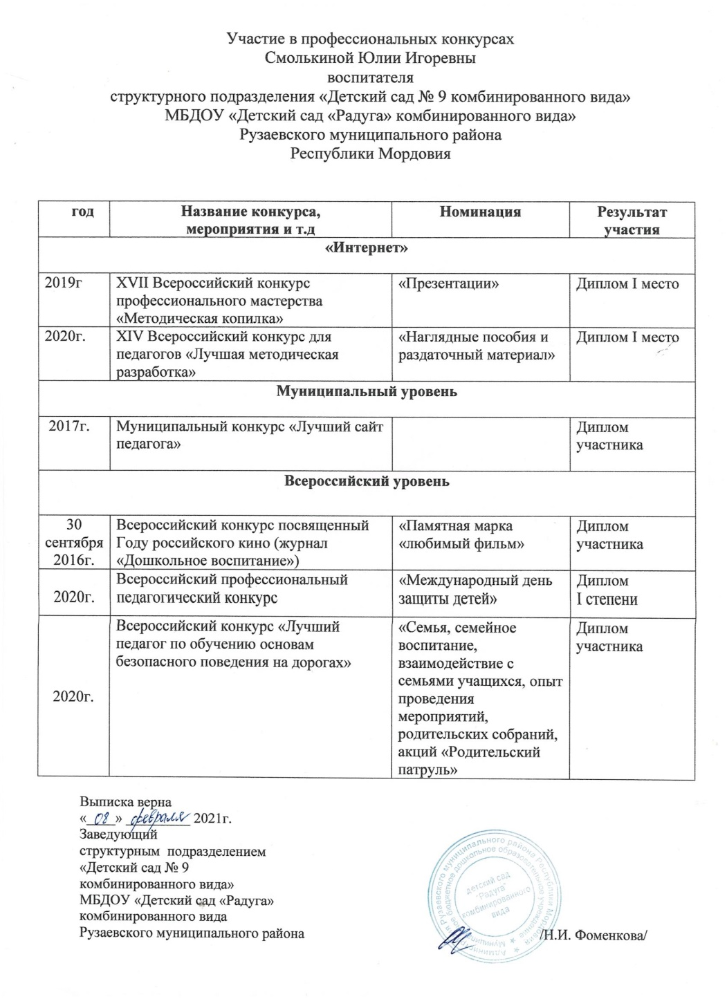 Участие в профессиональных конкурсах
Смолькиной Юлии Игоревны
воспитателя
структурного подразделения «Детский сад № 9 комбинированного вида»
МБДОУ «Детский сад «Радуга» комбинированного вида»
Рузаевского муниципального района
Республики Мордовия
год
Название конкурса,
мероприятия и т.д
Номинация
Результат
участия
«Интернет»
2019г
XVII Всероссийский конкурс
профессионального мастерства
«Методическая копилка»
«Презентации»
Диплом I место
2020г.
XIV Всероссийский конкурс для
педагогов «Лучшая методическая
разработка»
«Наглядные пособия и
раздаточный материал»
Диплом I место
Муниципальный уровень
2017г.
Муниципальный конкурс «Лучший сайт
педагога»
Диплом
участника
Всероссийский уровень
30
сентября
2016г.
Всероссийский конкурс посвященный
Году российского кино (журнал
«Дошкольное воспитание»)
«Памятная марка
«любимый фильм»
Диплом
участника
2020г.
Всероссийский профессиональный
педагогический конкурс
«Международный день
защиты детей»
Диплом
I степени
2020г.
Всероссийский конкурс «Лучший
педагог по обучению основам
безопасного поведения на дорогах»
«Семья, семейное
воспитание,
взаимодействие с
семьями учащихся, опыт
проведения
мероприятий,
родительских собраний,
акций «Родительский
патруль»
Диплом
участника
Выписка верна
«08» февраля 2021г.
Заведующий
структурным подразделением
«Детский сад № 9
комбинированного вида»
МБДОУ «Детский сад «Радуга»
комбинированного вида
Рузаевского муниципального района
/Н.И. Фоменкова/
Рузаевского муниципального района Республики Мордовия
бюджетное дошкольное образовательное учреждение
детский сад
"Радуга"
комбинированного
вида